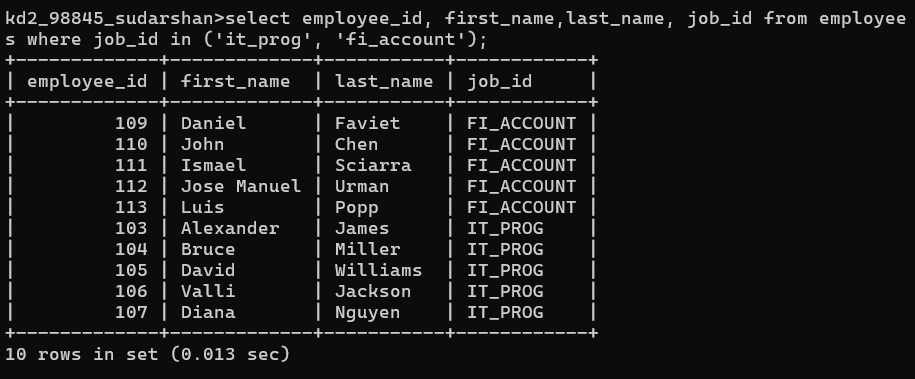 kd2_98845_sudarshan>select employee_id, first_name,last_name, job_id from employee
s where job_id in ('it_prog', 'fi_account');
+-------------+-------------+-----------+------------+
| employee_id | first_name  | last_name | job_id     |
+-------------+-------------+-----------+------------+
|         109 | Daniel      | Faviet    | FI_ACCOUNT |
|         110 | John        | Chen      | FI_ACCOUNT |
|         111 | Ismael      | Sciarra   | FI_ACCOUNT |
|         112 | Jose Manuel | Urman     | FI_ACCOUNT |
|         113 | Luis        | Popp      | FI_ACCOUNT |
|         103 | Alexander   | James     | IT_PROG    |
|         104 | Bruce       | Miller    | IT_PROG    |
|         105 | David       | Williams  | IT_PROG    |
|         106 | Valli       | Jackson   | IT_PROG    |
|         107 | Diana       | Nguyen    | IT_PROG    |
+-------------+-------------+-----------+------------+
10 rows in set (0.013 sec)